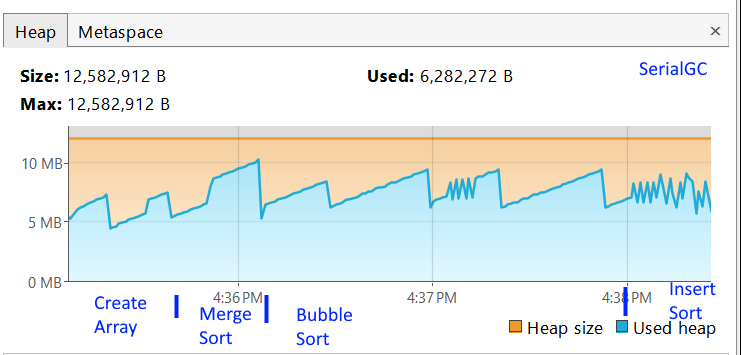 Heap Metaspace ×
Size: 12,582,912 B Used: 6,282,272 B SerialGC
Max: 12,582,912 B
10 MB
5 MB
0 MB
4:36 PM 4:37 PM 4:38 PM
Create
Array
Merge
Sort
Bubble
Sort
Insert
Sort
Heap size Used heap